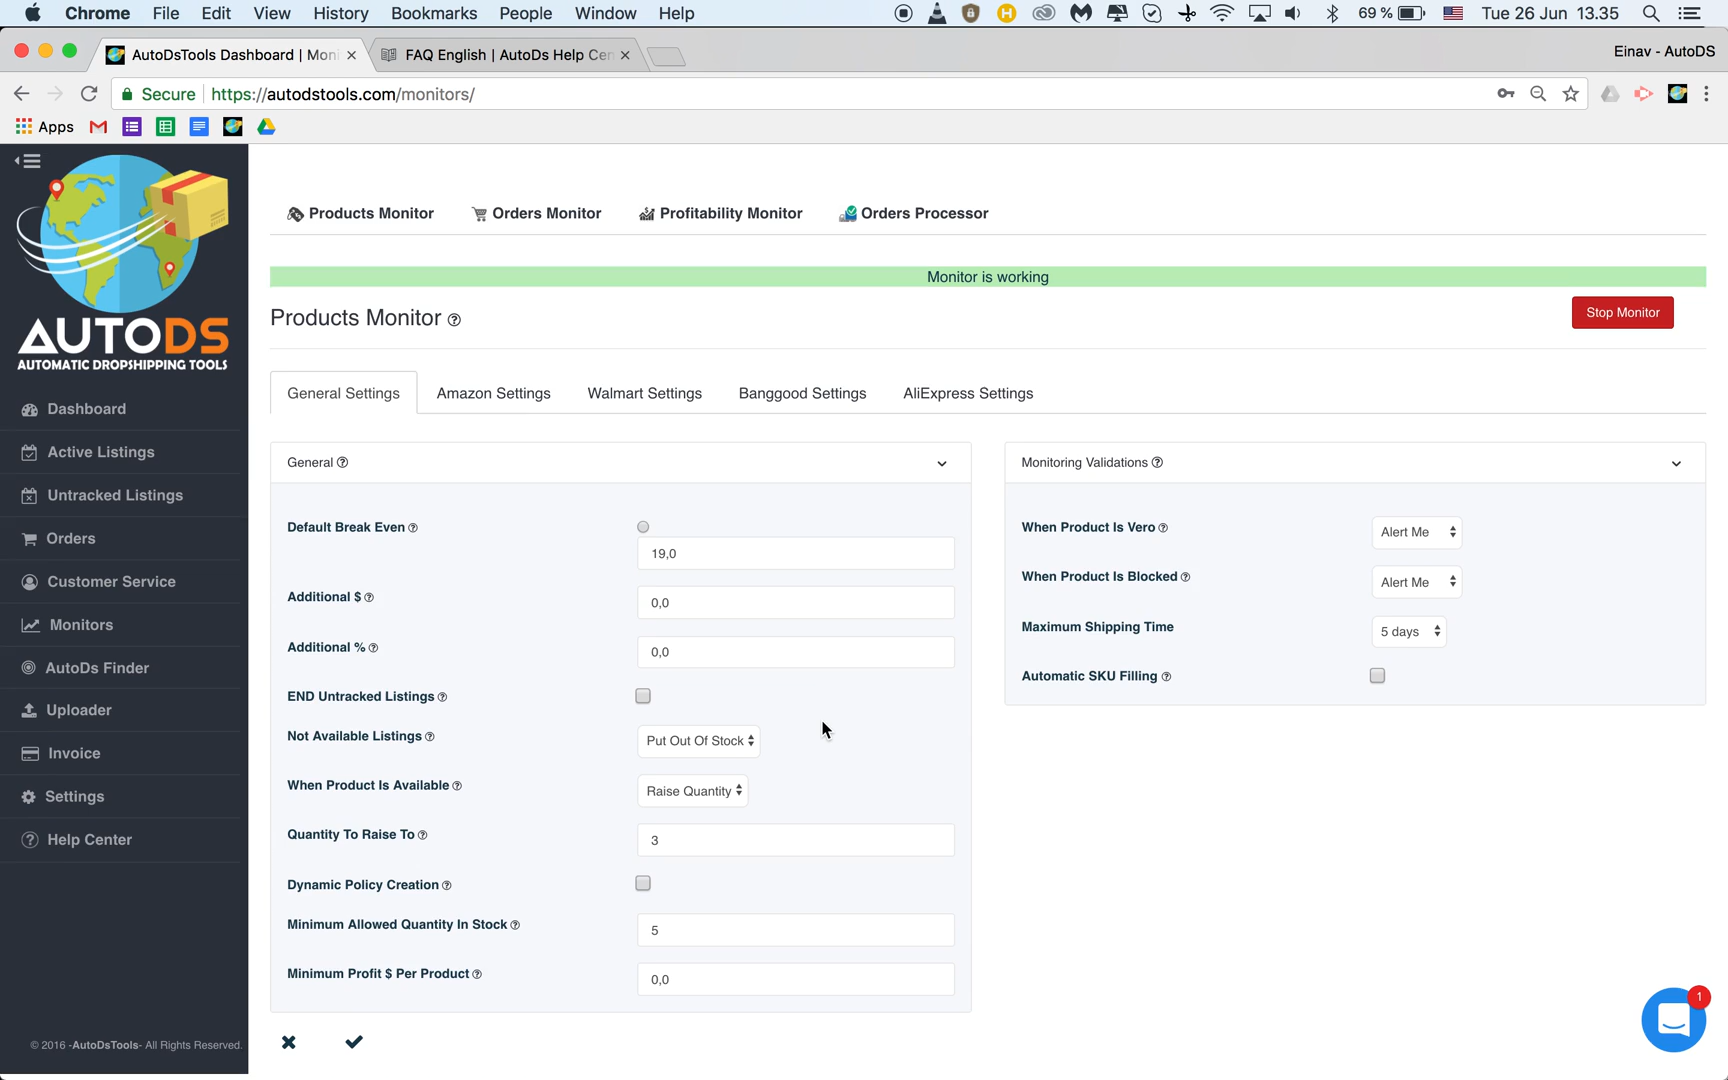 Chrome File Edit View History Bookmarks People Window Help 69 % Tue 26 Jun 13.35
AutoDsTools Dashboard | Moni FAQ English | AutoDs Help Cen Einav - AutoDS
Secure https://autodstools.com/monitors/
Apps
AUTODS
AUTOMATIC DROPSHIPPING TOOLS
Dashboard
Active Listings
Untracked Listings
Orders
Customer Service
Monitors
AutoDs Finder
Uploader
Invoice
Settings
Help Center
© 2016 -AutoDsTools- All Rights Reserved.
Products Monitor Orders Monitor Profitability Monitor Orders Processor
Monitor is working
Products Monitor
Stop Monitor
General Settings Amazon Settings Walmart Settings Banggood Settings AliExpress Settings
General
Default Break Even
19,0
Additional $ 0,0
Additional % 0,0
END Untracked Listings
Not Available Listings Put Out Of Stock
When Product Is Available Raise Quantity
Quantity To Raise To 3
Dynamic Policy Creation
Minimum Allowed Quantity In Stock 5
Minimum Profit $ Per Product 0,0
Monitoring Validations
When Product Is Vero Alert Me
When Product Is Blocked Alert Me
Maximum Shipping Time 5 days
Automatic SKU Filling
1